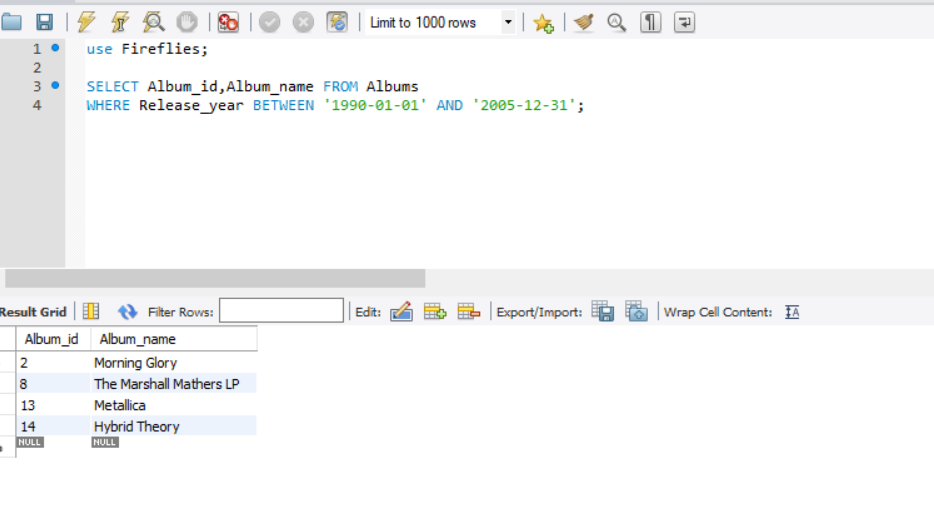 Limit to 1000 rows
1 use Fireflies;
2
3 SELECT Album_id,Album_name FROM Albums
4 WHERE Release_year BETWEEN '1990-01-01' AND '2005-12-31';
Result Grid Filter Rows: Edit: Export/Import: Wrap Cell Content: IA
Album_id Album_name
2 Morning Glory
8 The Marshall Mathers LP
13 Metallica
14 Hybrid Theory
NULL NULL